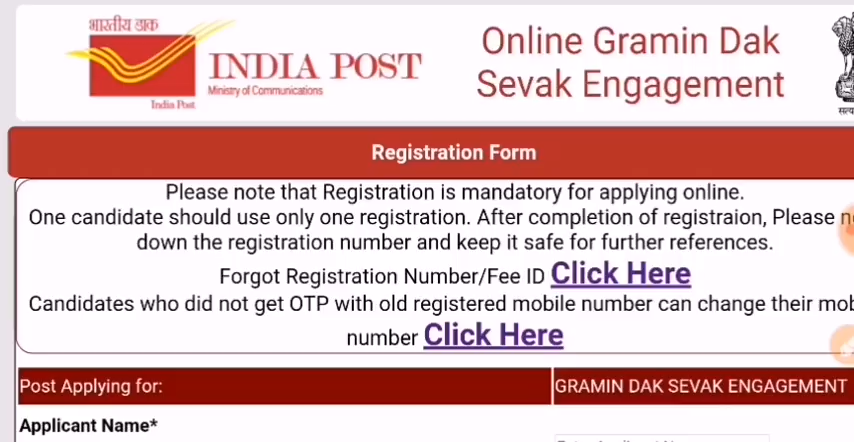 भारतीय डाक
INDIA POST
Ministry of Communications
India Post
Online Gramin Dak
Sevak Engagement
Registration Form
Please note that Registration is mandatory for applying online.
One candidate should use only one registration. After completion of registraion, Please
down the registration number and keep it safe for further references.
Forgot Registration Number/Fee ID Click Here
Candidates who did not get OTP with old registered mobile number can change their mob
number Click Here
Post Applying for:
GRAMIN DAK SEVAK ENGAGEMENT
Applicant Name*